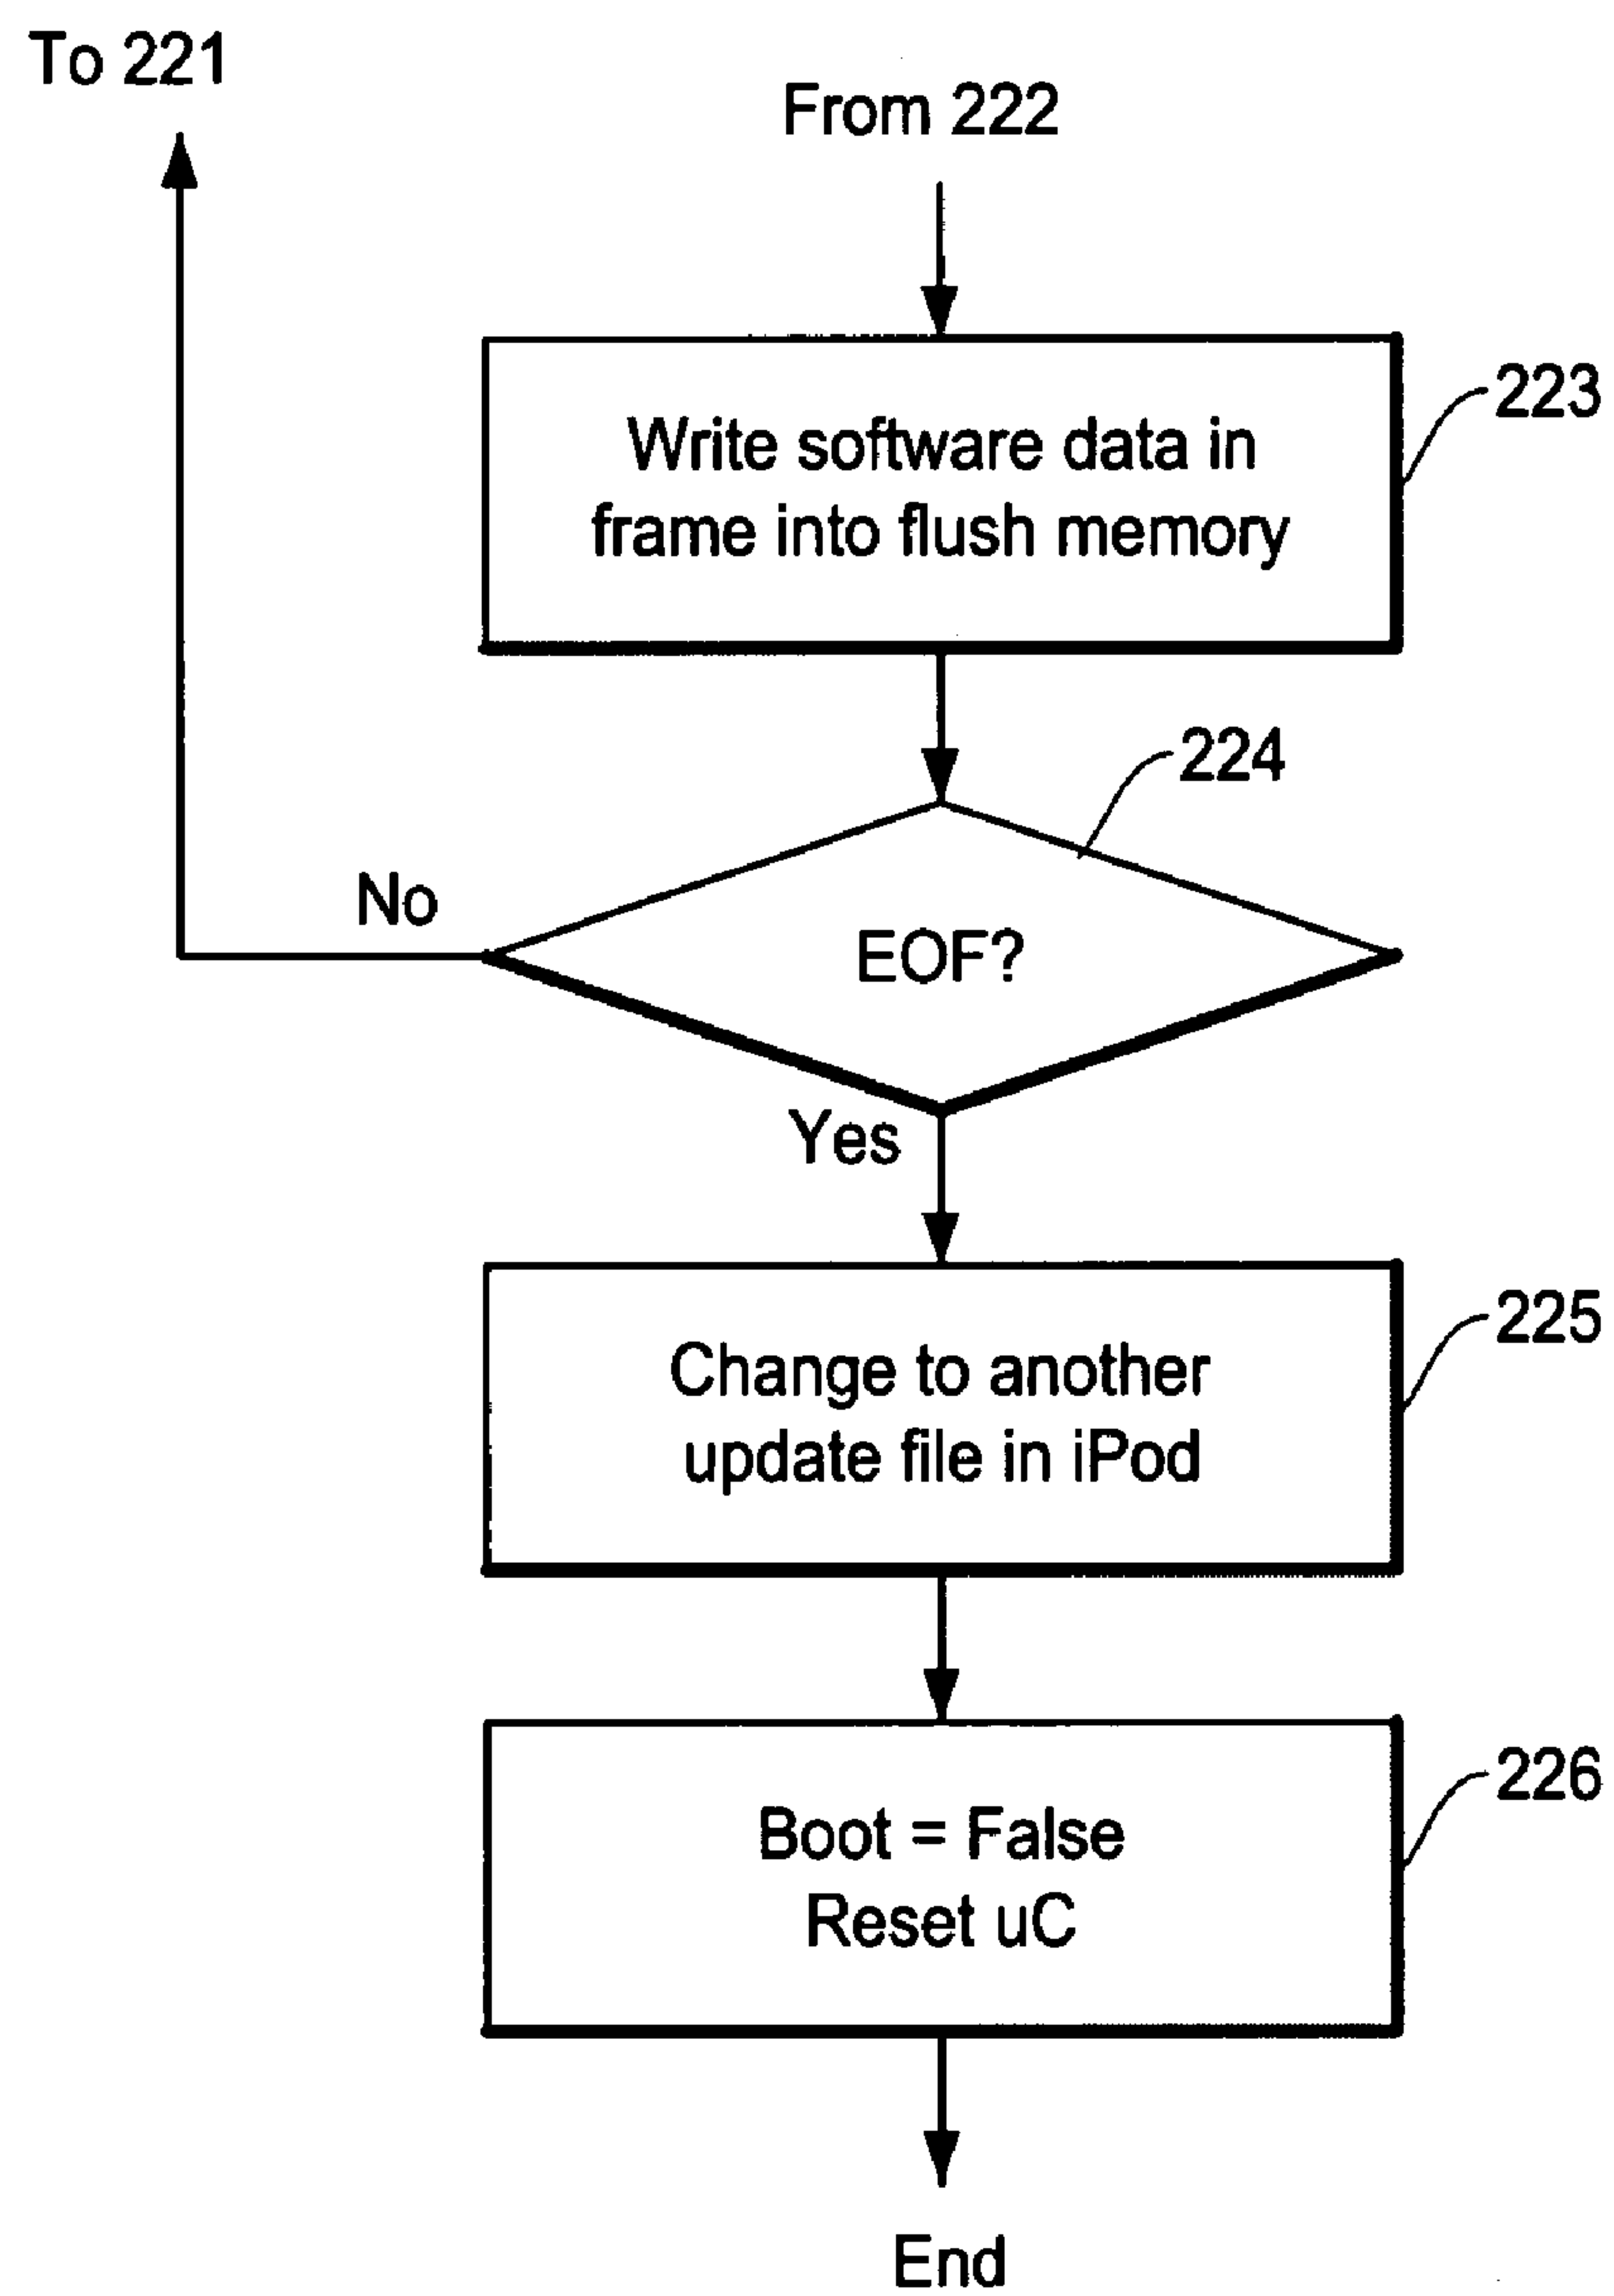 To 221
From 222
Write software data in
frame into flush memory
223
224
EOF?
No
Yes
Change to another
update file in iPod
225
Boot = False
Reset uC
226
End